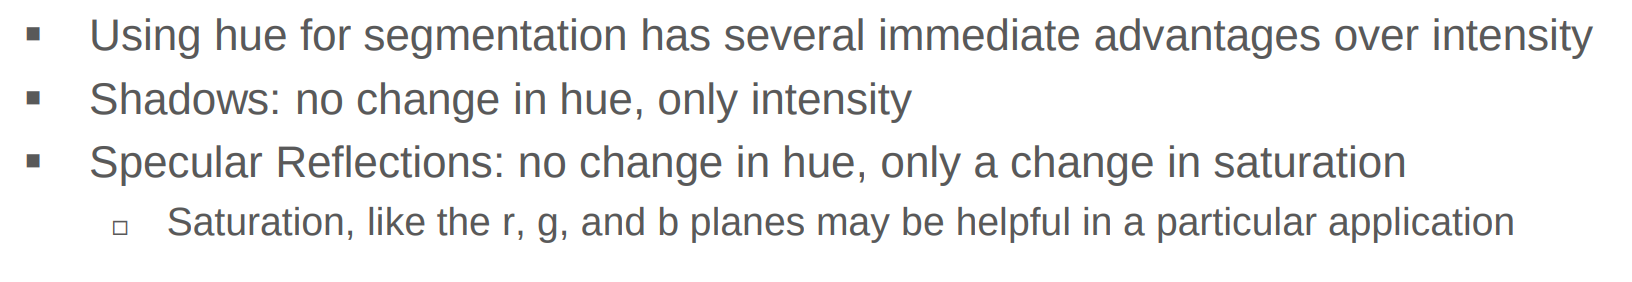 Using hue for segmentation has several immediate advantages over intensity
Shadows: no change in hue, only intensity
Specular Reflections: no change in hue, only a change in saturation
Saturation, like the r, g, and b planes may be helpful in a particular application